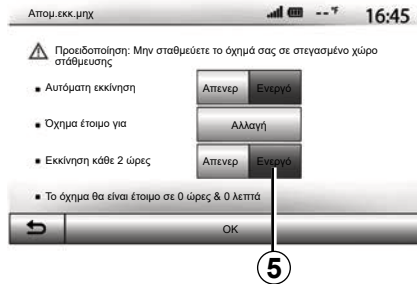 Απομ.εκκ.μηχ
--°F
16:45
Προειδοποίηση: Μην σταθμεύετε το όχημά σας σε στεγασμένο χώρο
στάθμευσης
Αυτόματη εκκίνηση
Απενερ Ενεργό
Όχημα έτοιμο για
Αλλαγή
Εκκίνηση κάθε 2 ώρες
Απενερ Ενεργό
Το όχημα θα είναι έτοιμο σε 0 ώρες & 0 λεπτά
OK
5